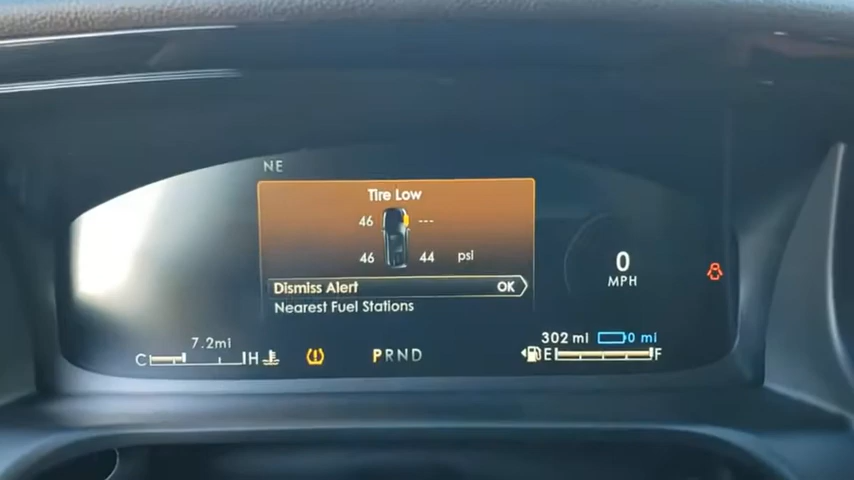 NE
Tire Low
46 ---
46 44 psi
Dismiss Alert OK
Nearest Fuel Stations
0
MPH
7.2mi
302 mi 0 mi
C H
PRND
E F